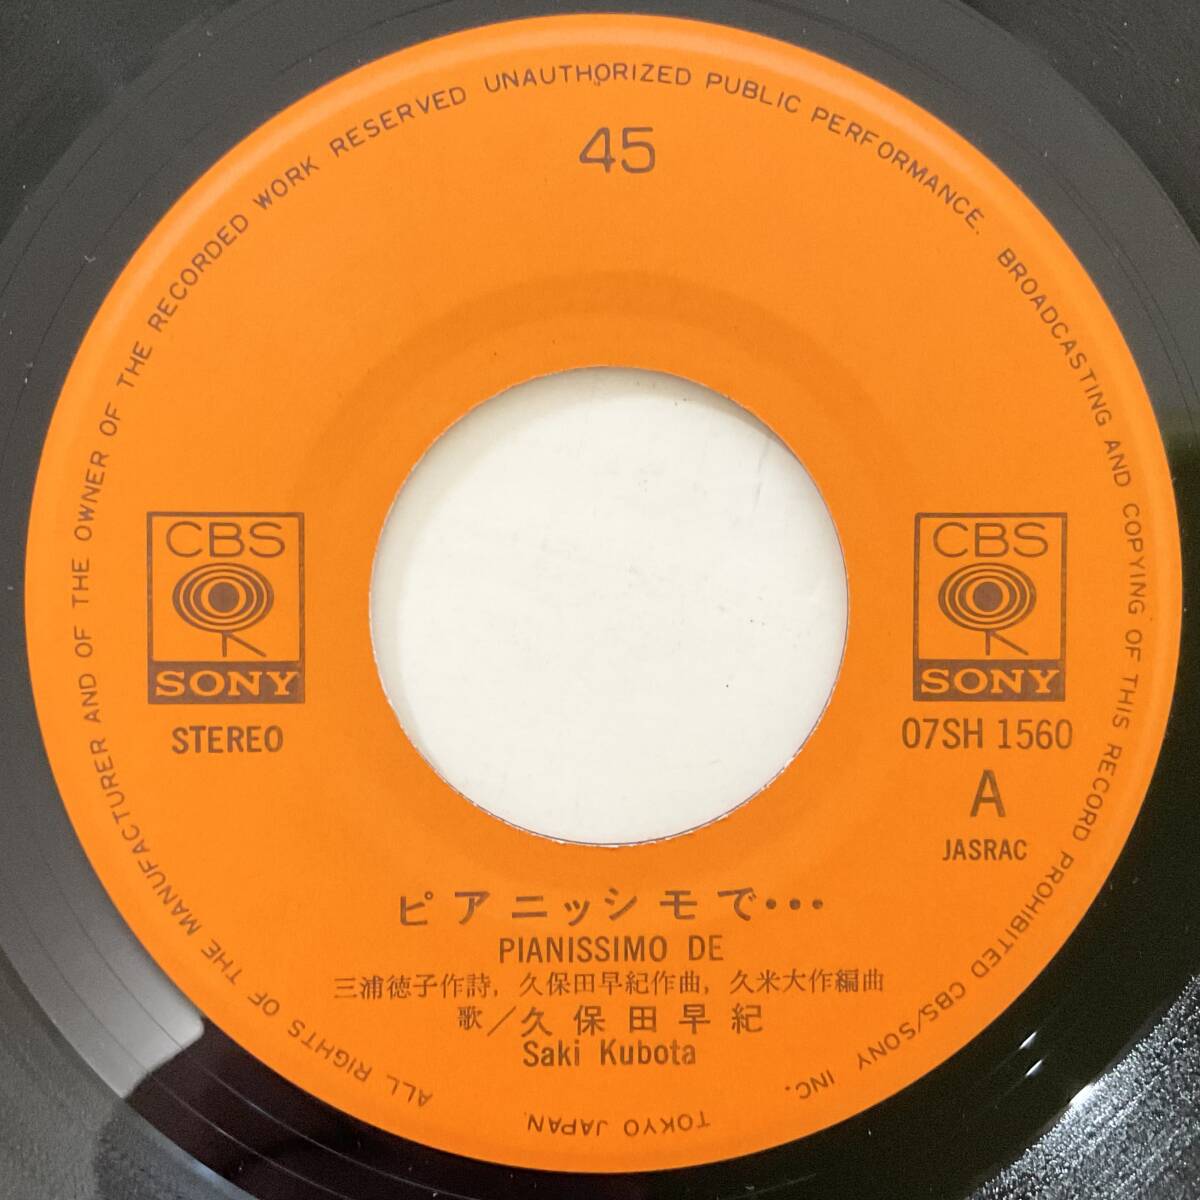 ALL RIGHTS OF THE MANUFACTURER AND OF THE OWNER OF THE RECORDED WORK RESERVED UNAUTHORIZED PUBLIC PERFORMANCE. BROADCASTING AND COPYING OF THIS RECORD PROHIBITED CBS/SONY INC. TOKYO JAPAN.
45
CBS
SONY
STEREO
CBS
SONY
07SH 1560
A
JASRAC
ピアニッシモで・・・
PIANISSIMO DE
三浦徳子作詩, 久保田早紀作曲, 久米大作編曲
歌／久保田早紀
Saki Kubota